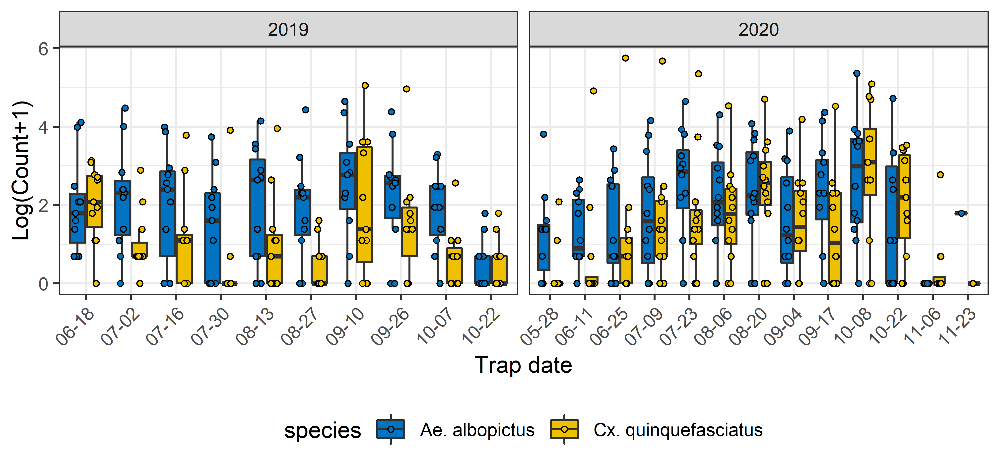 2019 2020
6
4
2
0
Log(Count+1)
06-18 07-02 07-16 07-30 08-13 08-27 09-10 09-26 10-07 10-22 05-28 06-11 06-25 07-09 07-23 08-06 08-20 09-04 09-17 10-08 10-22 11-06 11-23
Trap date
species Ae. albopictus Cx. quinquefasciatus